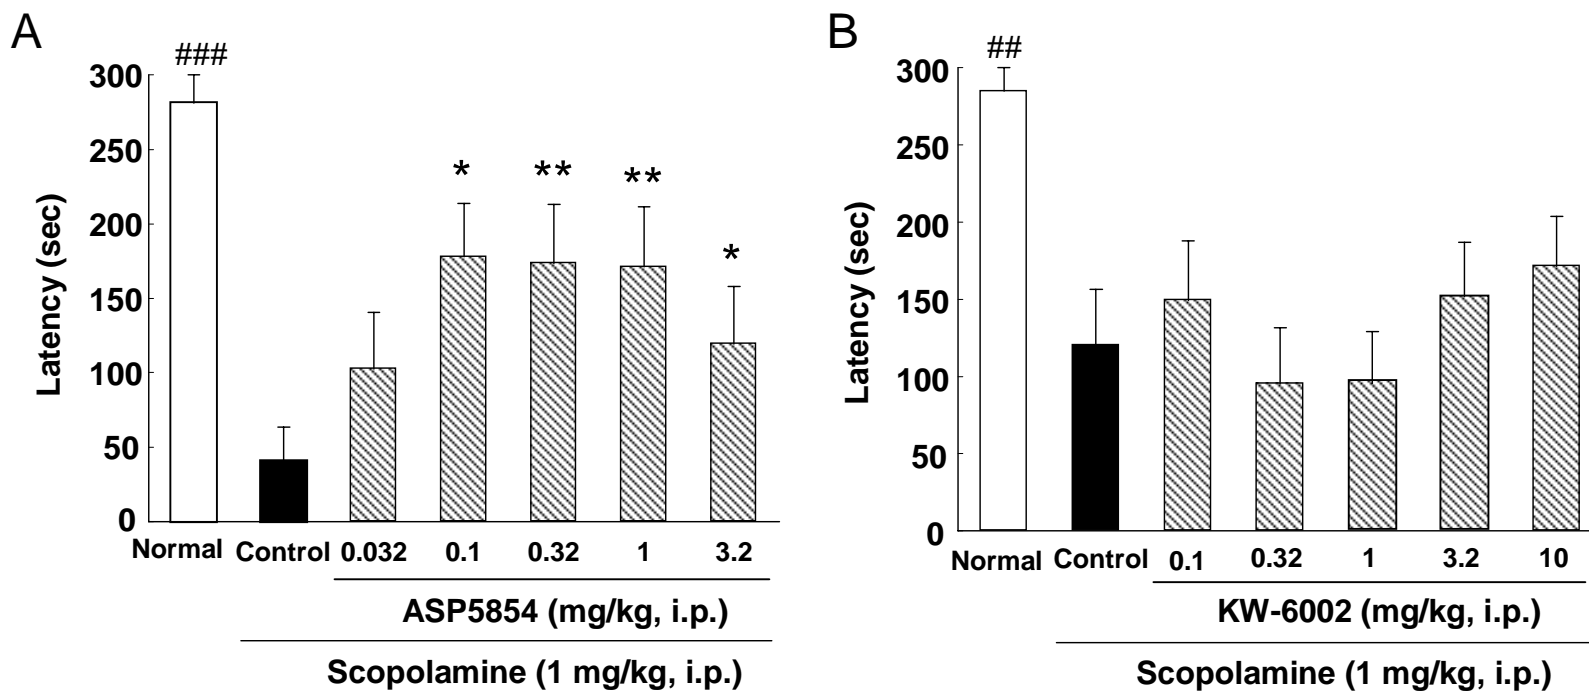 A
###
300
250
200
150
100
50
0
Latency (sec)
*
**
**
*
Normal Control 0.032 0.1 0.32 1 3.2
ASP5854 (mg/kg, i.p.)
Scopolamine (1 mg/kg, i.p.)
B
##
300
250
200
150
100
50
0
Latency (sec)
Normal Control 0.1 0.32 1 3.2 10
KW-6002 (mg/kg, i.p.)
Scopolamine (1 mg/kg, i.p.)